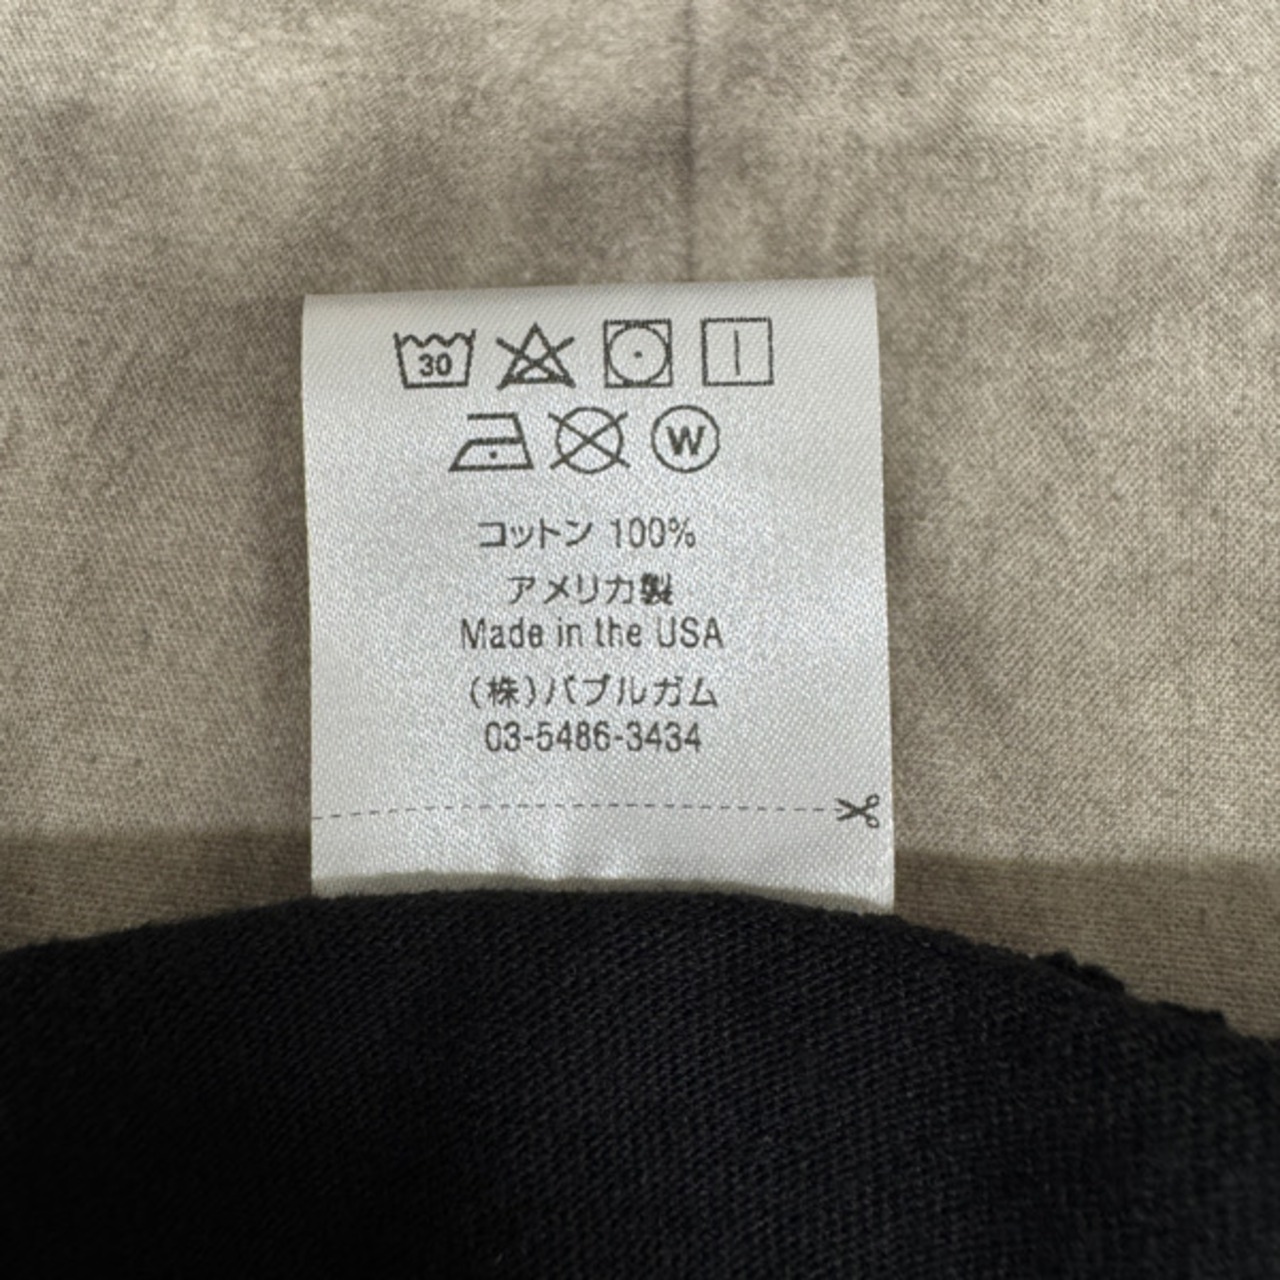 30
W
コットン 100%
アメリカ製
Made in the USA
(株)バブルガム
03-5486-3434